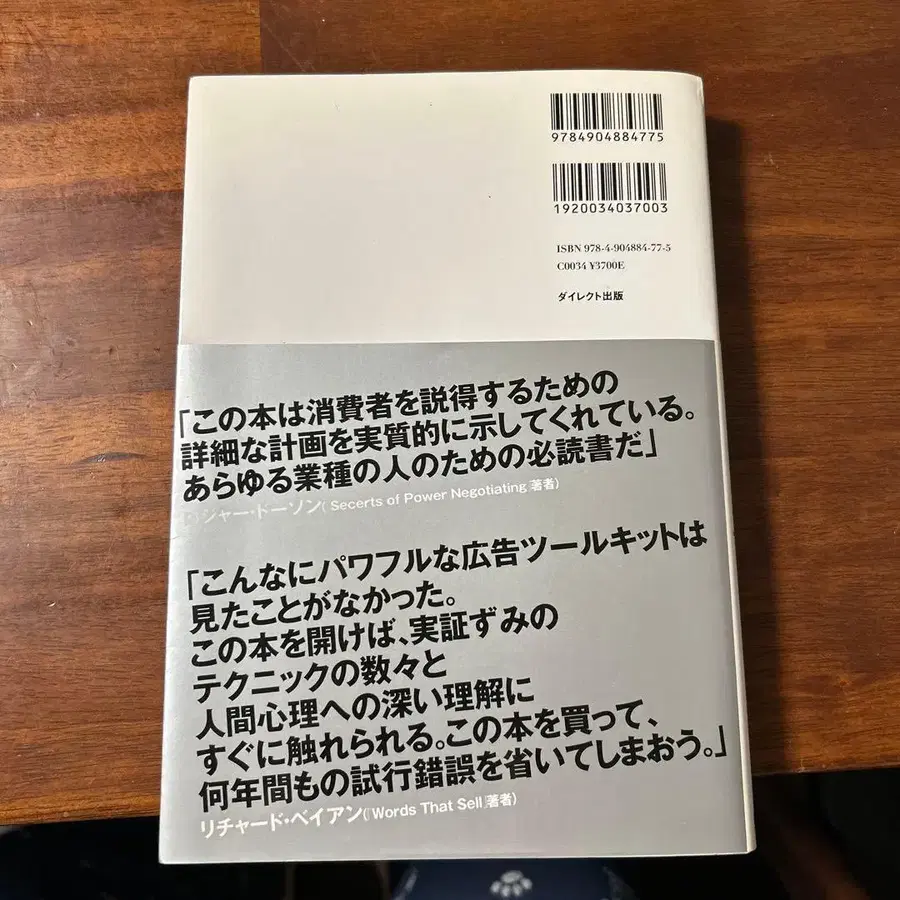 9784904884775
1920034037003
ISBN 978-4-904884-77-5
C0034 ¥3700E
ダイレクト出版
「この本は消費者を説得するための
詳細な計画を実質的に示してくれている。
あらゆる業種の人のための必読書だ」
ロジャー・ドーソン(「Secerts of Power Negotiating」著者)
「こんなにパワフルな広告ツールキットは
見たことがなかった。
この本を開けば、実証ずみの
テクニックの数々と
人間心理への深い理解に
すぐに触れられる。この本を買って、
何年間もの試行錯誤を省いてしまおう。」
リチャード・ベイアン(「Words That Sell」著者)